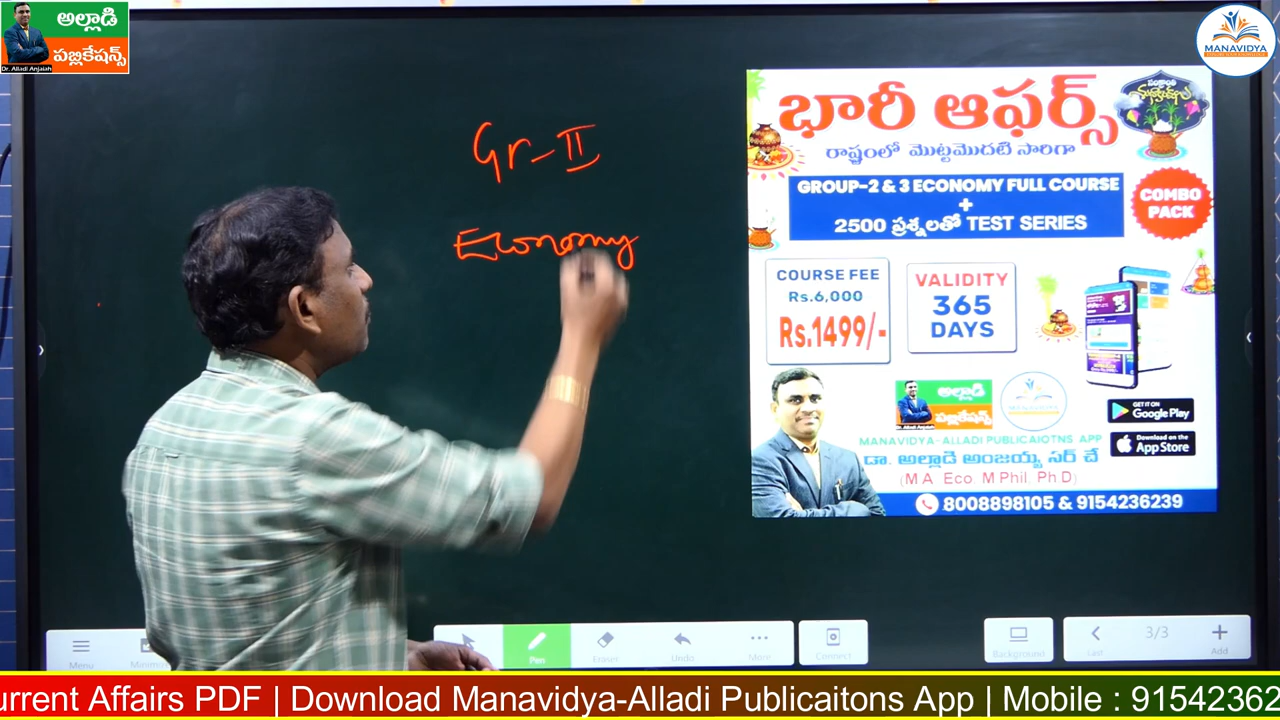 అల్లాడి
పబ్లికేషన్స్
Dr. Alladi Anjaiah
MANAVIDYA
Gr-II
Economy
భారీ ఆఫర్స్
రాష్ట్రంలో మొట్టమొదటి సారిగా
సంక్రాంతి
GROUP-2 & 3 ECONOMY FULL COURSE
+
2500 ప్రశ్నలతో TEST SERIES
COMBO
PACK
COURSE FEE
Rs.6,000
Rs.1499/-
VALIDITY
365
DAYS
అల్లాడి
పబ్లికేషన్స్
MANAVIDYA
GET IT ON
Google Play
Download on the
App Store
MANAVIDYA-ALLADI PUBLICAIOTNS APP
డా. అల్లాడి అంజయ్య సర్ చే
(M A Eco M Phil Ph D)
8008898105 & 9154236239
Menu
Pen
Eraser
Undo
More
Connect
Background
3/3
Last
Add
urrent Affairs PDF | Download Manavidya-Alladi Publicaitons App | Mobile : 91542362